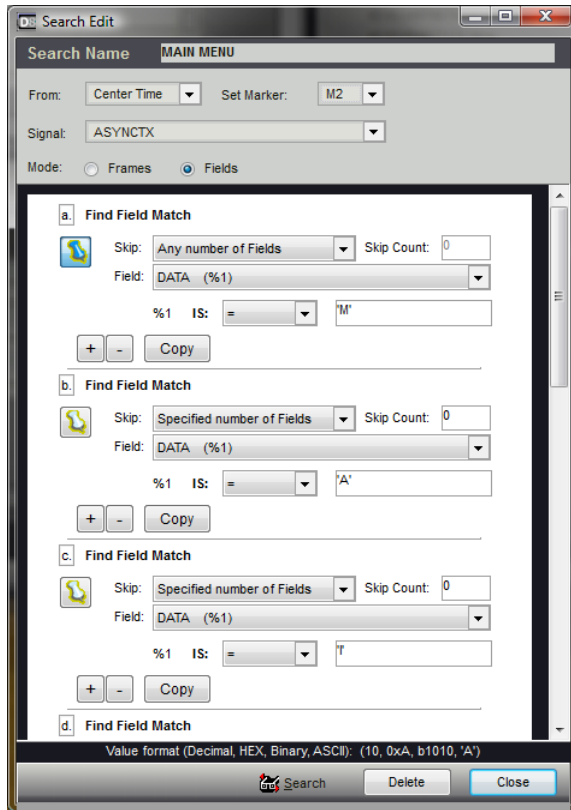 DS Search Edit
Search Name MAIN MENU
From: Center Time Set Marker: M2
Signal: ASYNCTX
Mode: Frames Fields
a. Find Field Match
Skip: Any number of Fields Skip Count: 0
Field: DATA (%1)
%1 IS: = 'M'
+ - Copy
b. Find Field Match
Skip: Specified number of Fields Skip Count: 0
Field: DATA (%1)
%1 IS: = 'A'
+ - Copy
c. Find Field Match
Skip: Specified number of Fields Skip Count: 0
Field: DATA (%1)
%1 IS: = 'I'
+ - Copy
d. Find Field Match
Value format (Decimal, HEX, Binary, ASCII): (10, 0xA, b1010, 'A')
Search Delete Close